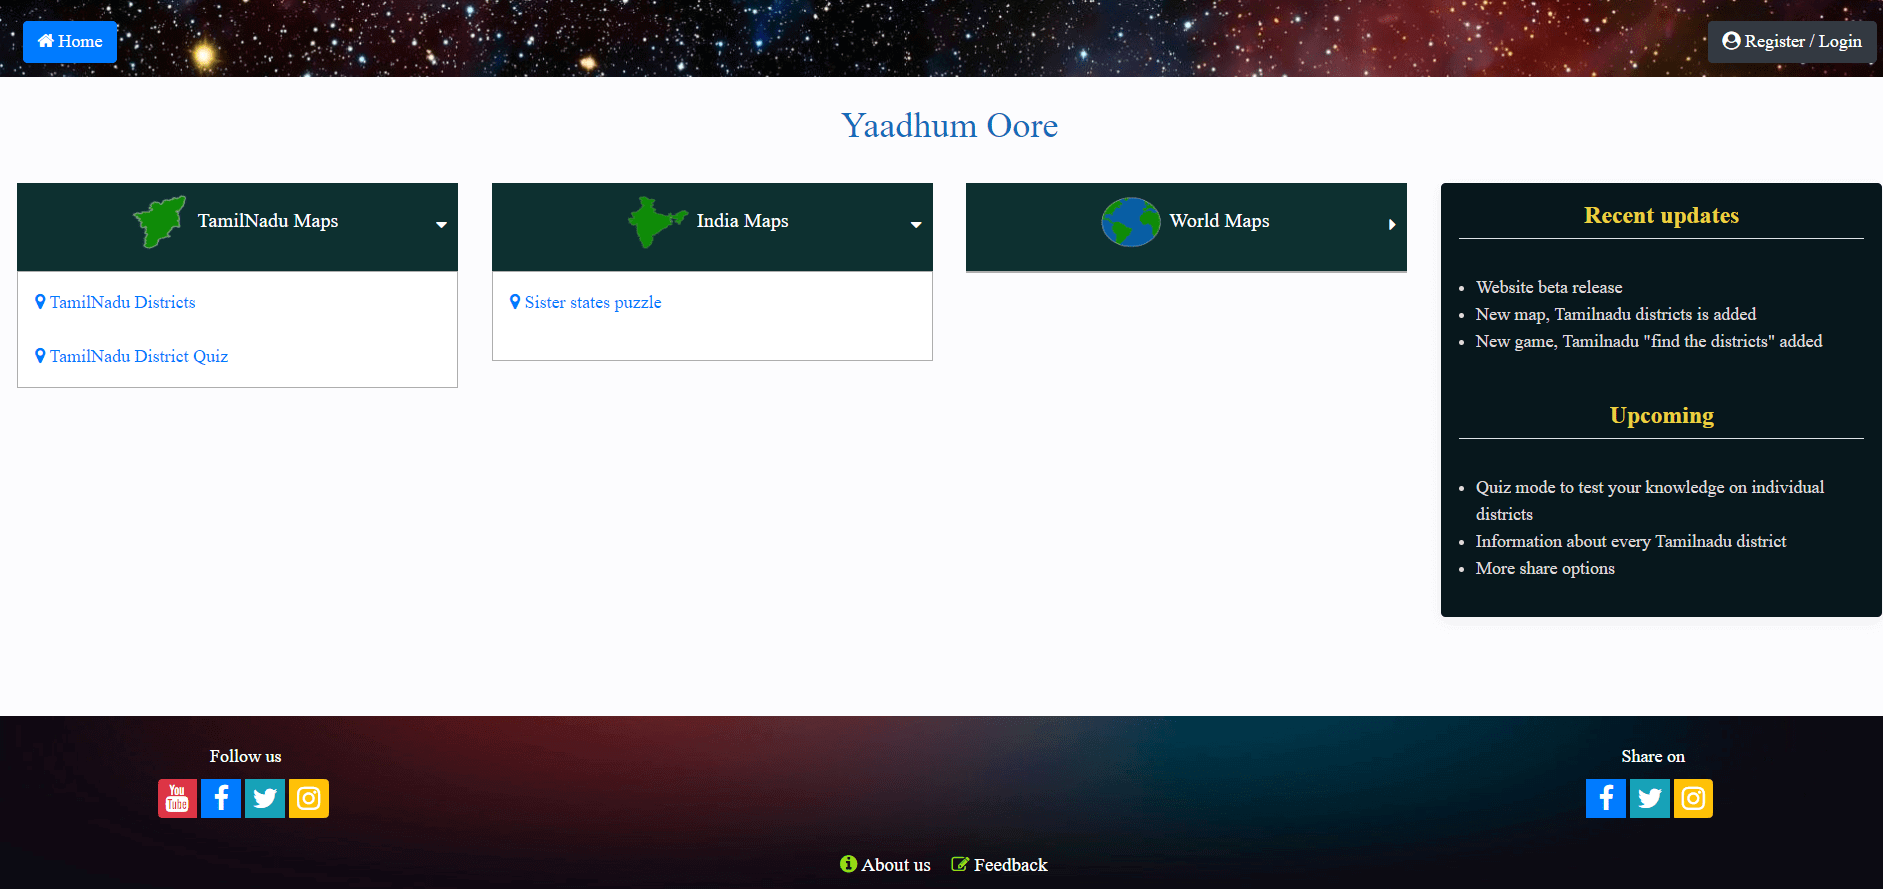 Home
Register / Login
Yaadhum Oore
TamilNadu Maps
TamilNadu Districts
TamilNadu District Quiz
India Maps
Sister states puzzle
World Maps
Recent updates
Website beta release
New map, Tamilnadu districts is added
New game, Tamilnadu "find the districts" added
Upcoming
Quiz mode to test your knowledge on individual
districts
Information about every Tamilnadu district
More share options
Follow us
You
Tube
Share on
About us
Feedback